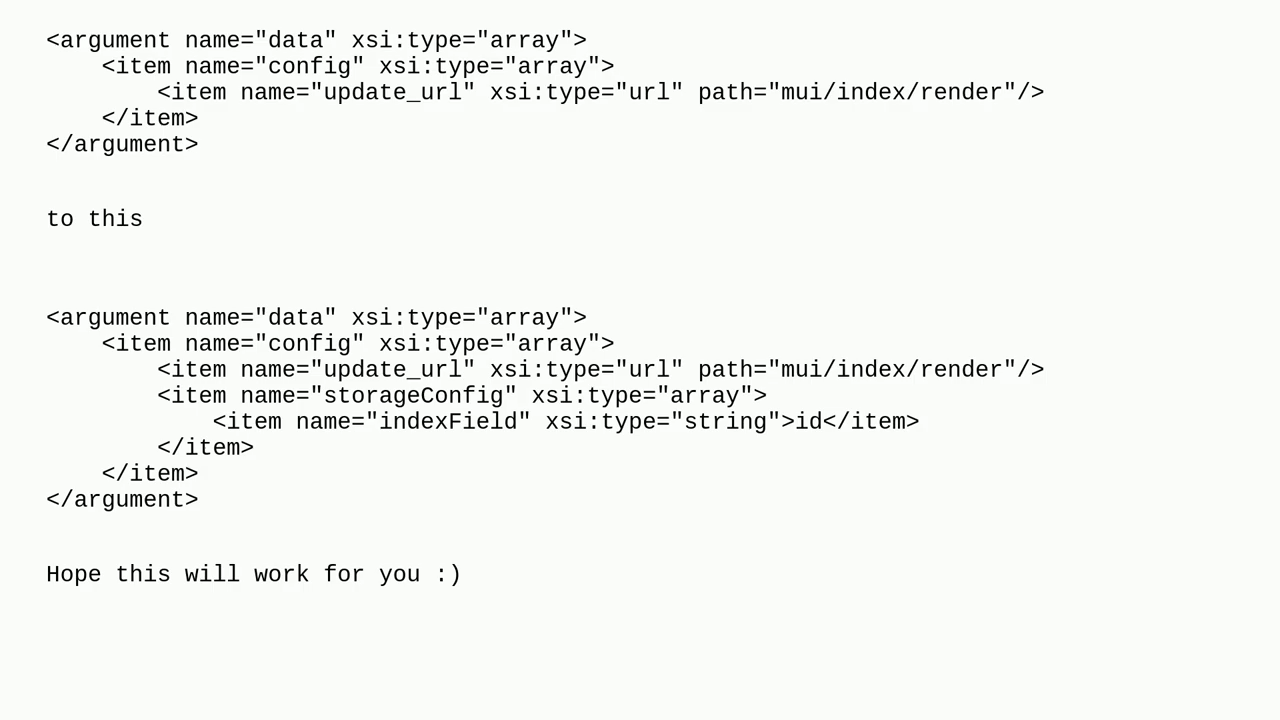 <argument name="data" xsi:type="array">
    <item name="config" xsi:type="array">
        <item name="update_url" xsi:type="url" path="mui/index/render"/>
    </item>
</argument>
to this
<argument name="data" xsi:type="array">
    <item name="config" xsi:type="array">
        <item name="update_url" xsi:type="url" path="mui/index/render"/>
        <item name="storageConfig" xsi:type="array">
            <item name="indexField" xsi:type="string">id</item>
        </item>
    </item>
</argument>
Hope this will work for you :)